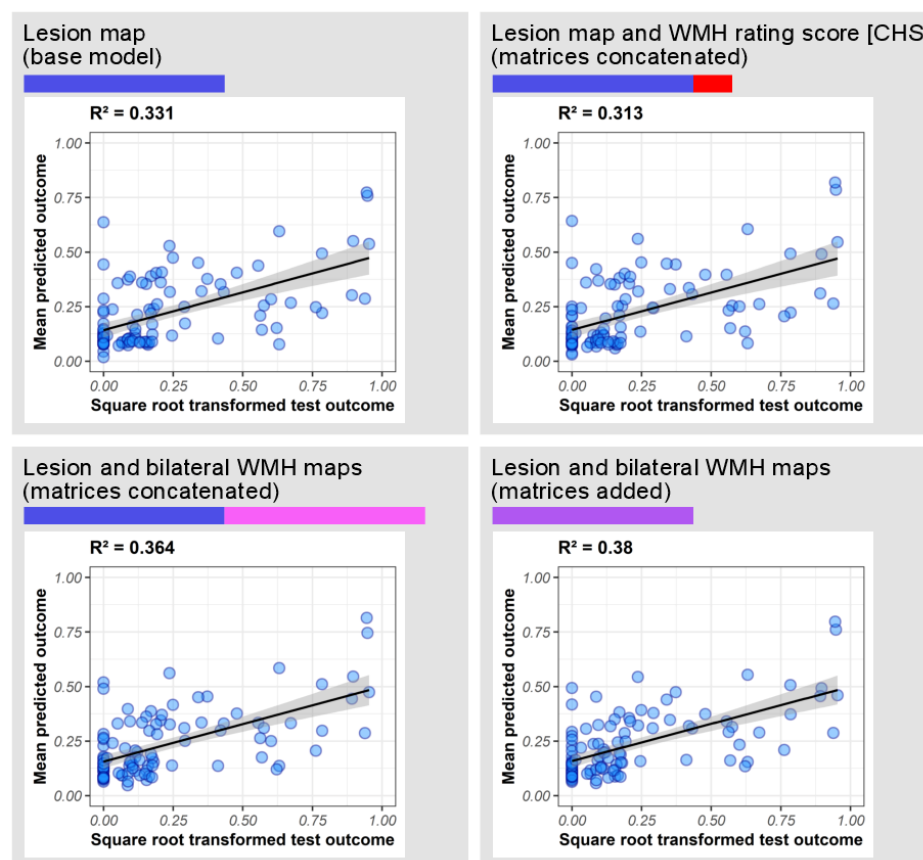 Lesion map
(base model)
R² = 0.331
1.00
0.75
0.50
0.25
0.00
Mean predicted outcome
0.00 0.25 0.50 0.75 1.00
Square root transformed test outcome
Lesion map and WMH rating score [CHS
(matrices concatenated)
R² = 0.313
1.00
0.75
0.50
0.25
0.00
Mean predicted outcome
0.00 0.25 0.50 0.75 1.00
Square root transformed test outcome
Lesion and bilateral WMH maps
(matrices concatenated)
R² = 0.364
1.00
0.75
0.50
0.25
0.00
Mean predicted outcome
0.00 0.25 0.50 0.75 1.00
Square root transformed test outcome
Lesion and bilateral WMH maps
(matrices added)
R² = 0.38
1.00
0.75
0.50
0.25
0.00
Mean predicted outcome
0.00 0.25 0.50 0.75 1.00
Square root transformed test outcome